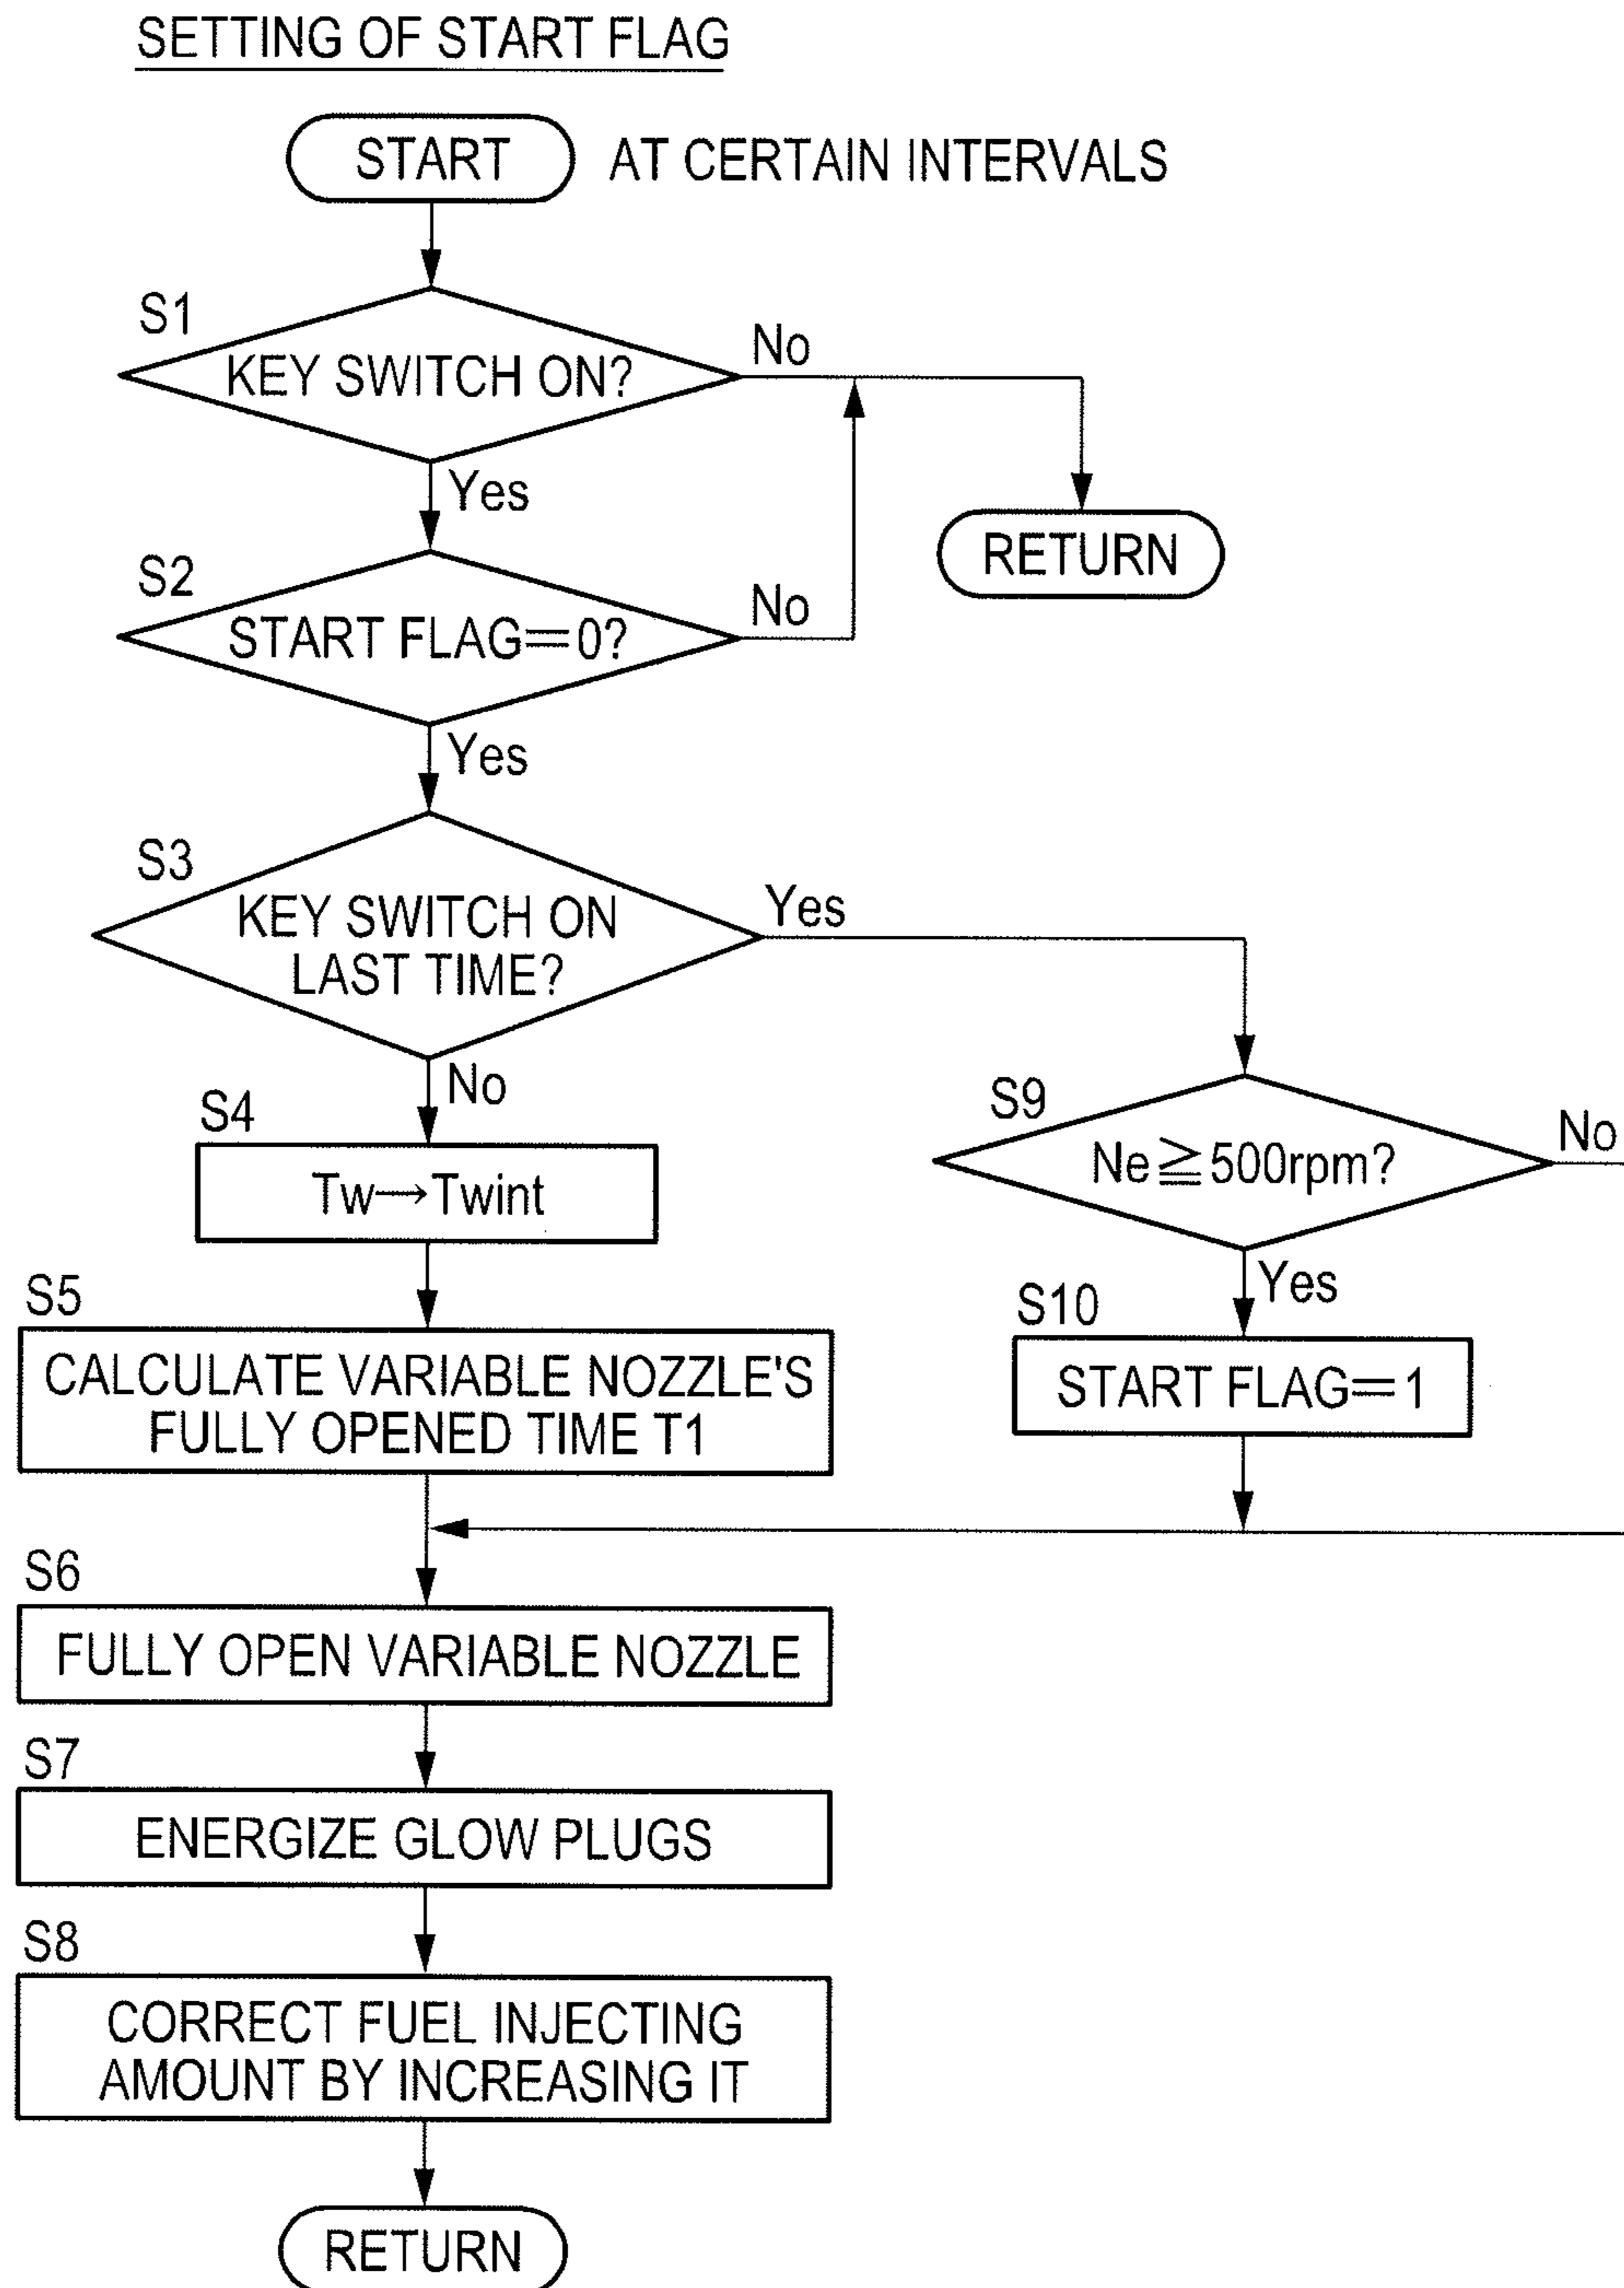 SETTING OF START FLAG
START
AT CERTAIN INTERVALS
S1
KEY SWITCH ON?
No
Yes
RETURN
S2
START FLAG=0?
No
Yes
S3
KEY SWITCH ON
LAST TIME?
Yes
No
S4
Tw→Twint
S9
Ne≧500rpm?
No
Yes
S5
CALCULATE VARIABLE NOZZLE'S
FULLY OPENED TIME T1
S10
START FLAG=1
S6
FULLY OPEN VARIABLE NOZZLE
S7
ENERGIZE GLOW PLUGS
S8
CORRECT FUEL INJECTING
AMOUNT BY INCREASING IT
RETURN